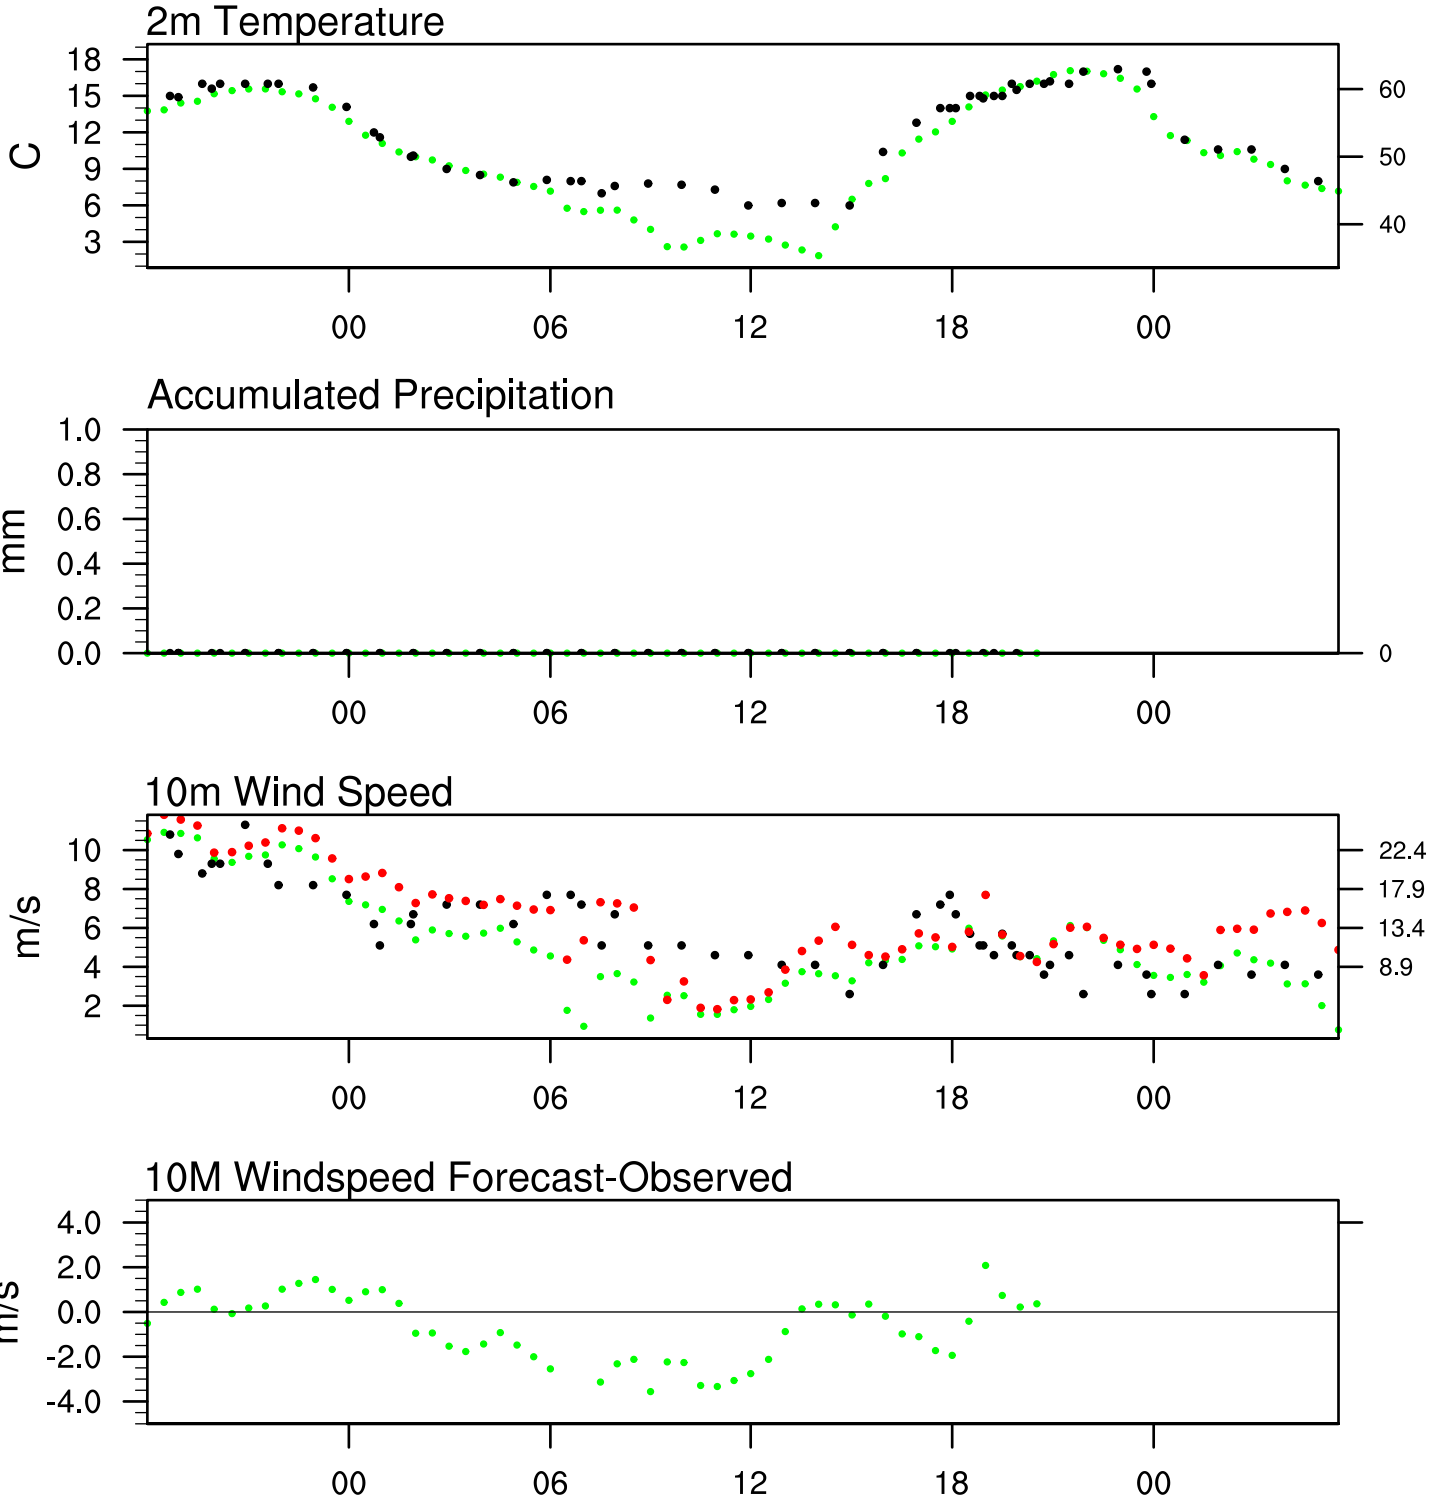 2m Temperature
18
15
12
9
6
3
C
60
50
40
00 06 12 18 00
Accumulated Precipitation
1.0
0.8
0.6
0.4
0.2
0.0
mm
0
00 06 12 18 00
10m Wind Speed
10
8
6
4
2
m/s
22.4
17.9
13.4
8.9
00 06 12 18 00
10M Windspeed Forecast-Observed
4.0
2.0
0.0
-2.0
-4.0
m/s
00 06 12 18 00